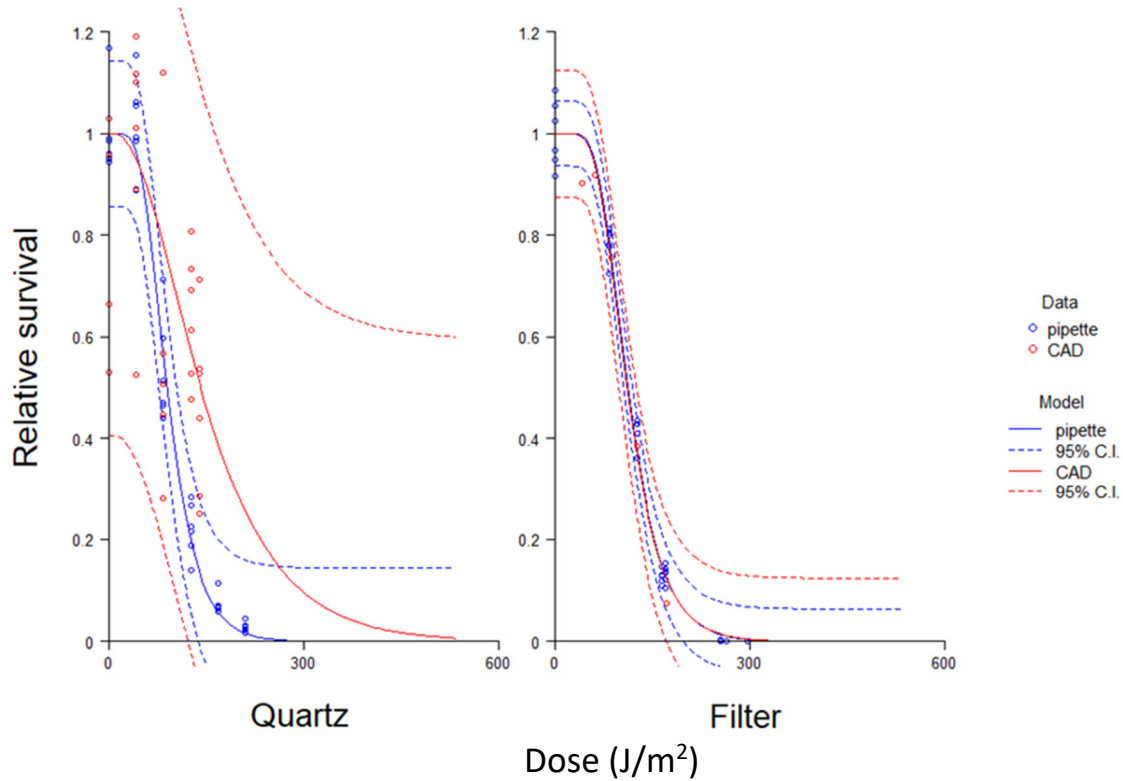 Relative survival
1.2
1
0.8
0.6
0.4
0.2
0
0
300
600
Quartz
1.2
1
0.8
0.6
0.4
0.2
0
0
300
600
Filter
Dose (J/m²)
Data
pipette
CAD
Model
pipette
95% C.I.
CAD
95% C.I.